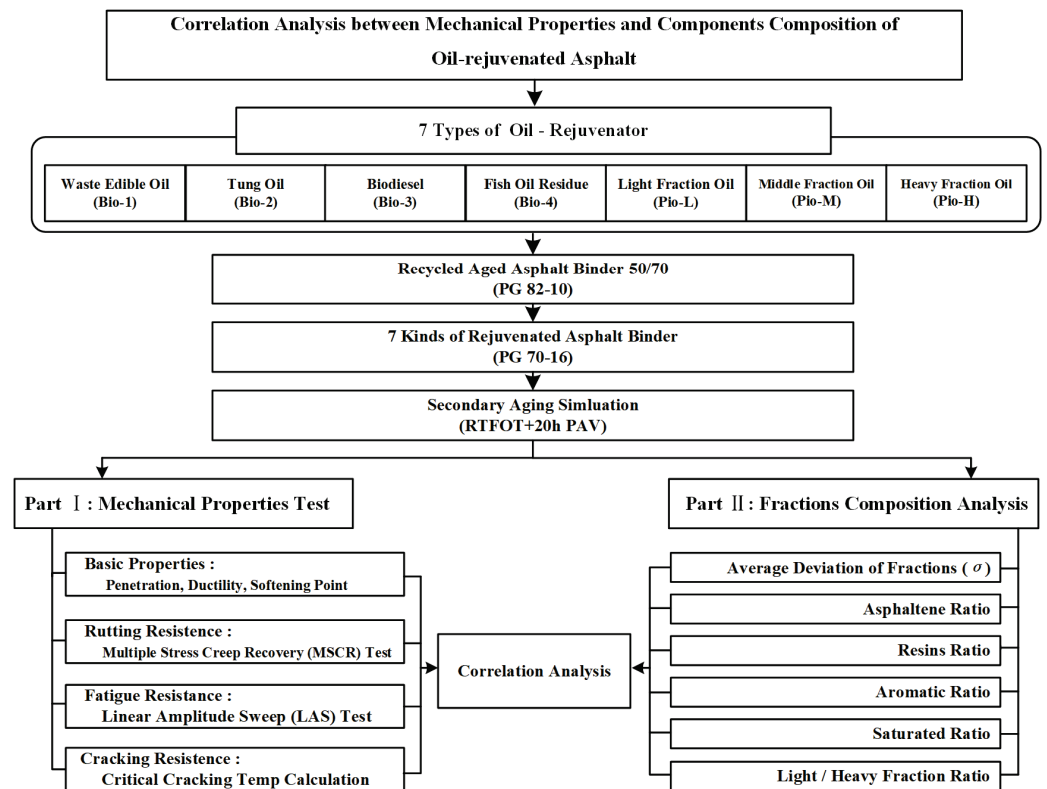 Correlation Analysis between Mechanical Properties and Components Composition of
Oil-rejuvenated Asphalt
7 Types of Oil - Rejuvenator
Waste Edible Oil
(Bio-1)
Tung Oil
(Bio-2)
Biodiesel
(Bio-3)
Fish Oil Residue
(Bio-4)
Light Fraction Oil
(Pio-L)
Middle Fraction Oil
(Pio-M)
Heavy Fraction Oil
(Pio-H)
Recycled Aged Asphalt Binder 50/70
(PG 82-10)
7 Kinds of Rejuvenated Asphalt Binder
(PG 70-16)
Secondary Aging Simluation
(RTFOT+20h PAV)
Part Ⅰ: Mechanical Properties Test
Basic Properties :
Penetration, Ductility, Softening Point
Rutting Resistence :
Multiple Stress Creep Recovery (MSCR) Test
Fatigue Resistance :
Linear Amplitude Sweep (LAS) Test
Cracking Resistence :
Critical Cracking Temp Calculation
Correlation Analysis
Part Ⅱ: Fractions Composition Analysis
Average Deviation of Fractions ( σ )
Asphaltene Ratio
Resins Ratio
Aromatic Ratio
Saturated Ratio
Light / Heavy Fraction Ratio